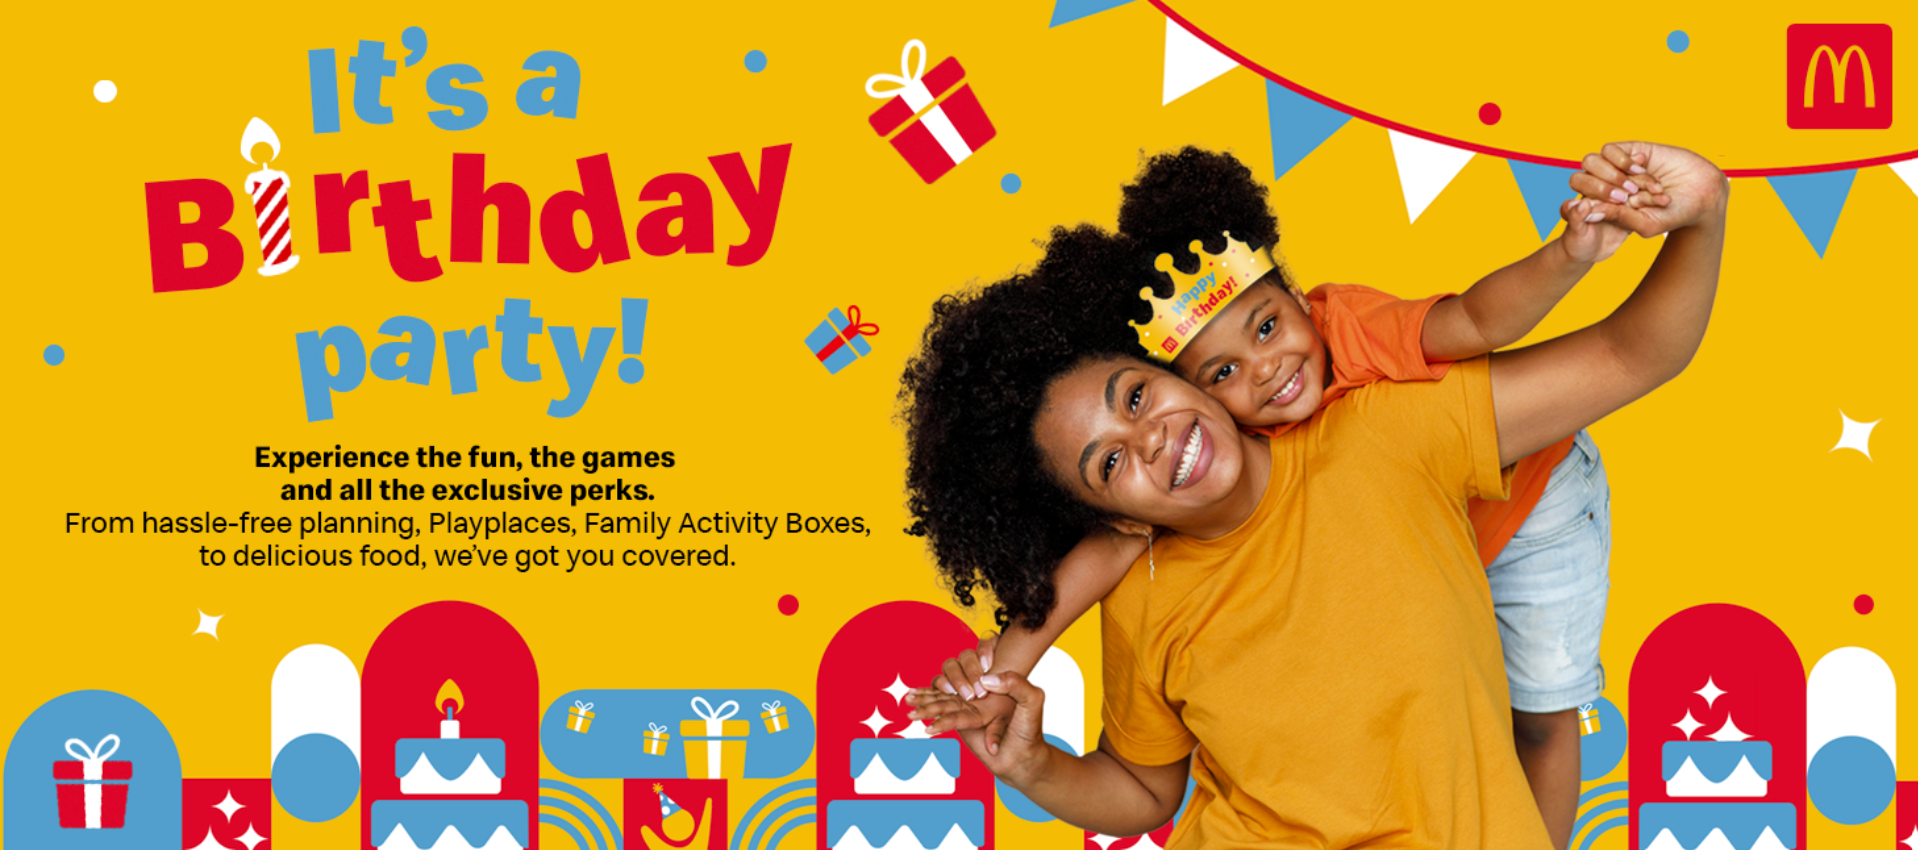 It's a
Birthday
party!
Experience the fun, the games
and all the exclusive perks.
From hassle-free planning, Playplaces, Family Activity Boxes,
to delicious food, we've got you covered.
Happy
Birthday!